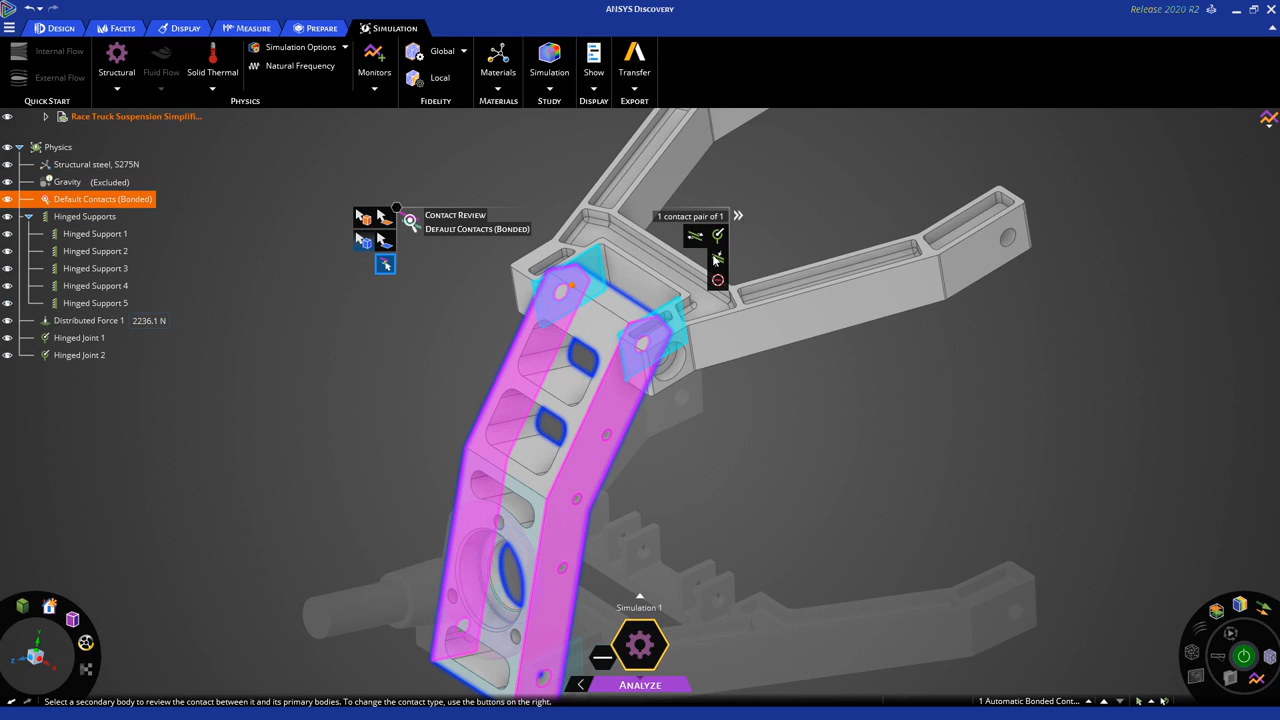 ANSYS Discovery
Release 2020 R2
Design
Facets
Display
Measure
Prepare
Simulation
Internal Flow
External Flow
Quick Start
Structural
Fluid Flow
Solid Thermal
Simulation Options
Natural Frequency
Physics
Monitors
Global
Local
Fidelity
Materials
Materials
Simulation
Study
Show
Display
Transfer
Export
Race Truck Suspension Simplifi...
Physics
Structural steel, S275N
Gravity (Excluded)
Default Contacts (Bonded)
Hinged Supports
Hinged Support 1
Hinged Support 2
Hinged Support 3
Hinged Support 4
Hinged Support 5
Distributed Force 1 2236.1 N
Hinged Joint 1
Hinged Joint 2
Contact Review
Default Contacts (Bonded)
1 contact pair of 1
Simulation 1
Analyze
Y
Z
X
Select a secondary body to review the contact between it and its primary bodies. To change the contact type, use the buttons on the right.
1 Automatic Bonded Cont...